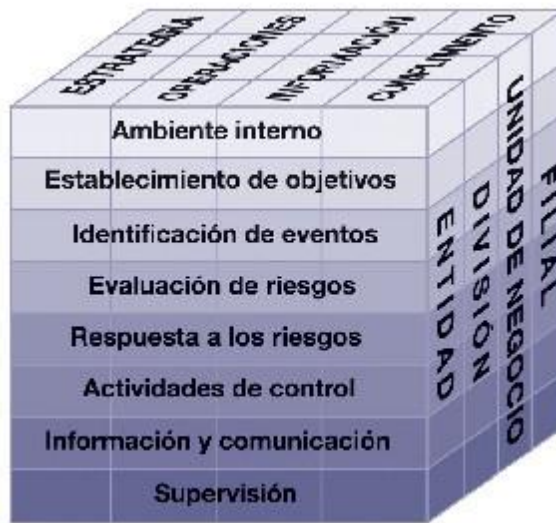 ESTRATEGIA
OPERACIONES
INFORMACIÓN
CUMPLIMIENTO
Ambiente interno
Establecimiento de objetivos
Identificación de eventos
Evaluación de riesgos
Respuesta a los riesgos
Actividades de control
Información y comunicación
Supervisión
ENTIDAD
DIVISIÓN
UNIDAD DE NEGOCIO
FILIAL